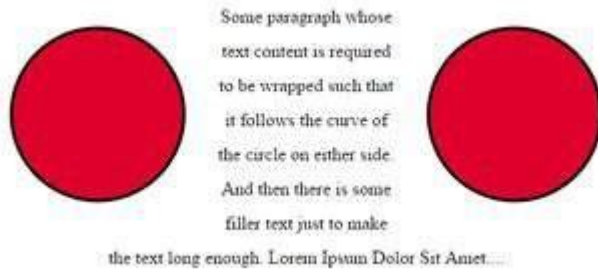 Some paragraph whose
text content is required
to be wrapped such that
it follows the curve of
the circle on either side.
And then there is some
filler text just to make
the text long enough. Lorem Ipsum Dolor Sit Amet....